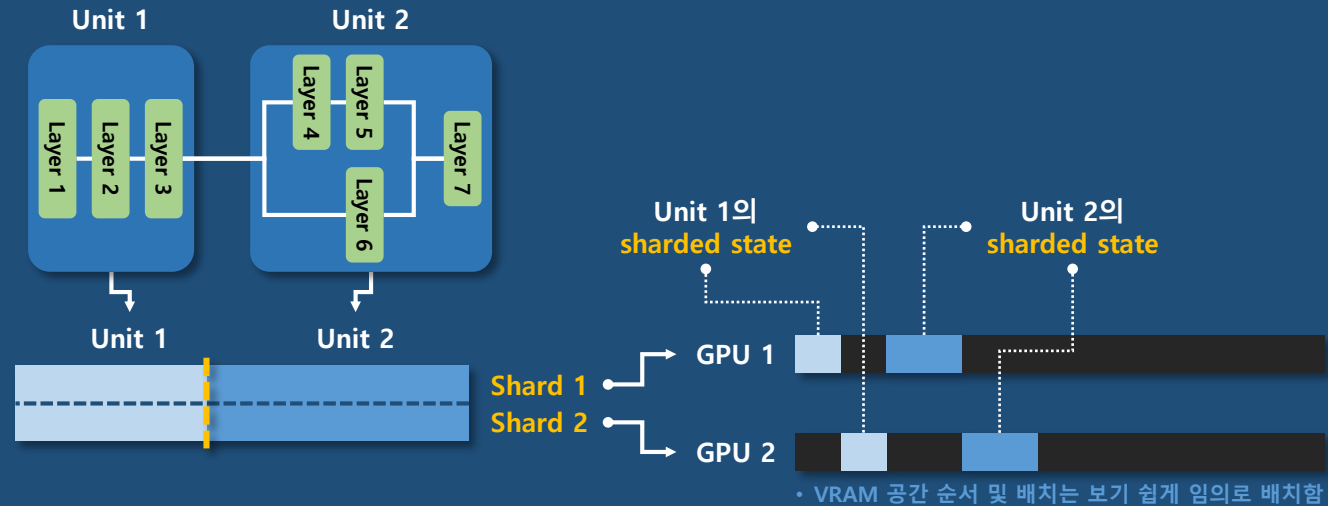 Unit 1
Unit 2
Layer 1
Layer 2
Layer 3
Layer 4
Layer 5
Layer 6
Layer 7
Unit 1
Unit 2
Shard 1
Shard 2
Unit 1의
sharded state
Unit 2의
sharded state
GPU 1
GPU 2
• VRAM 공간 순서 및 배치는 보기 쉽게 임의로 배치함